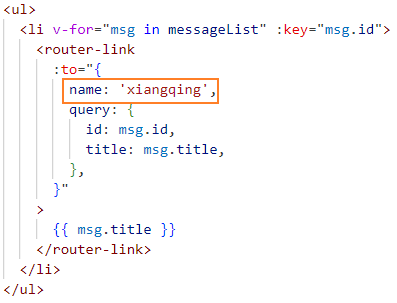 <ul>
<li v-for="msg in messageList" :key="msg.id">
<router-link
:to="{
name: 'xiangqing',
query: {
id: msg.id,
title: msg.title,
},
}"
>
{{ msg.title }}
</router-link>
</li>
</ul>